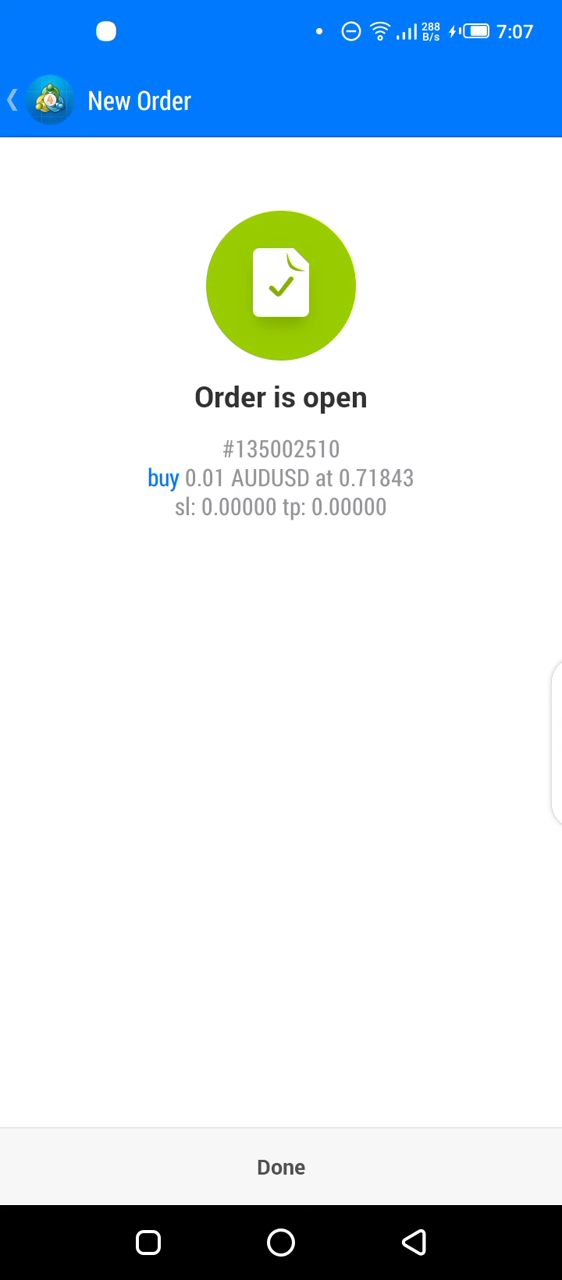 288
B/s
7:07
New Order
Order is open
#135002510
buy 0.01 AUDUSD at 0.71843
sl: 0.00000 tp: 0.00000
Done